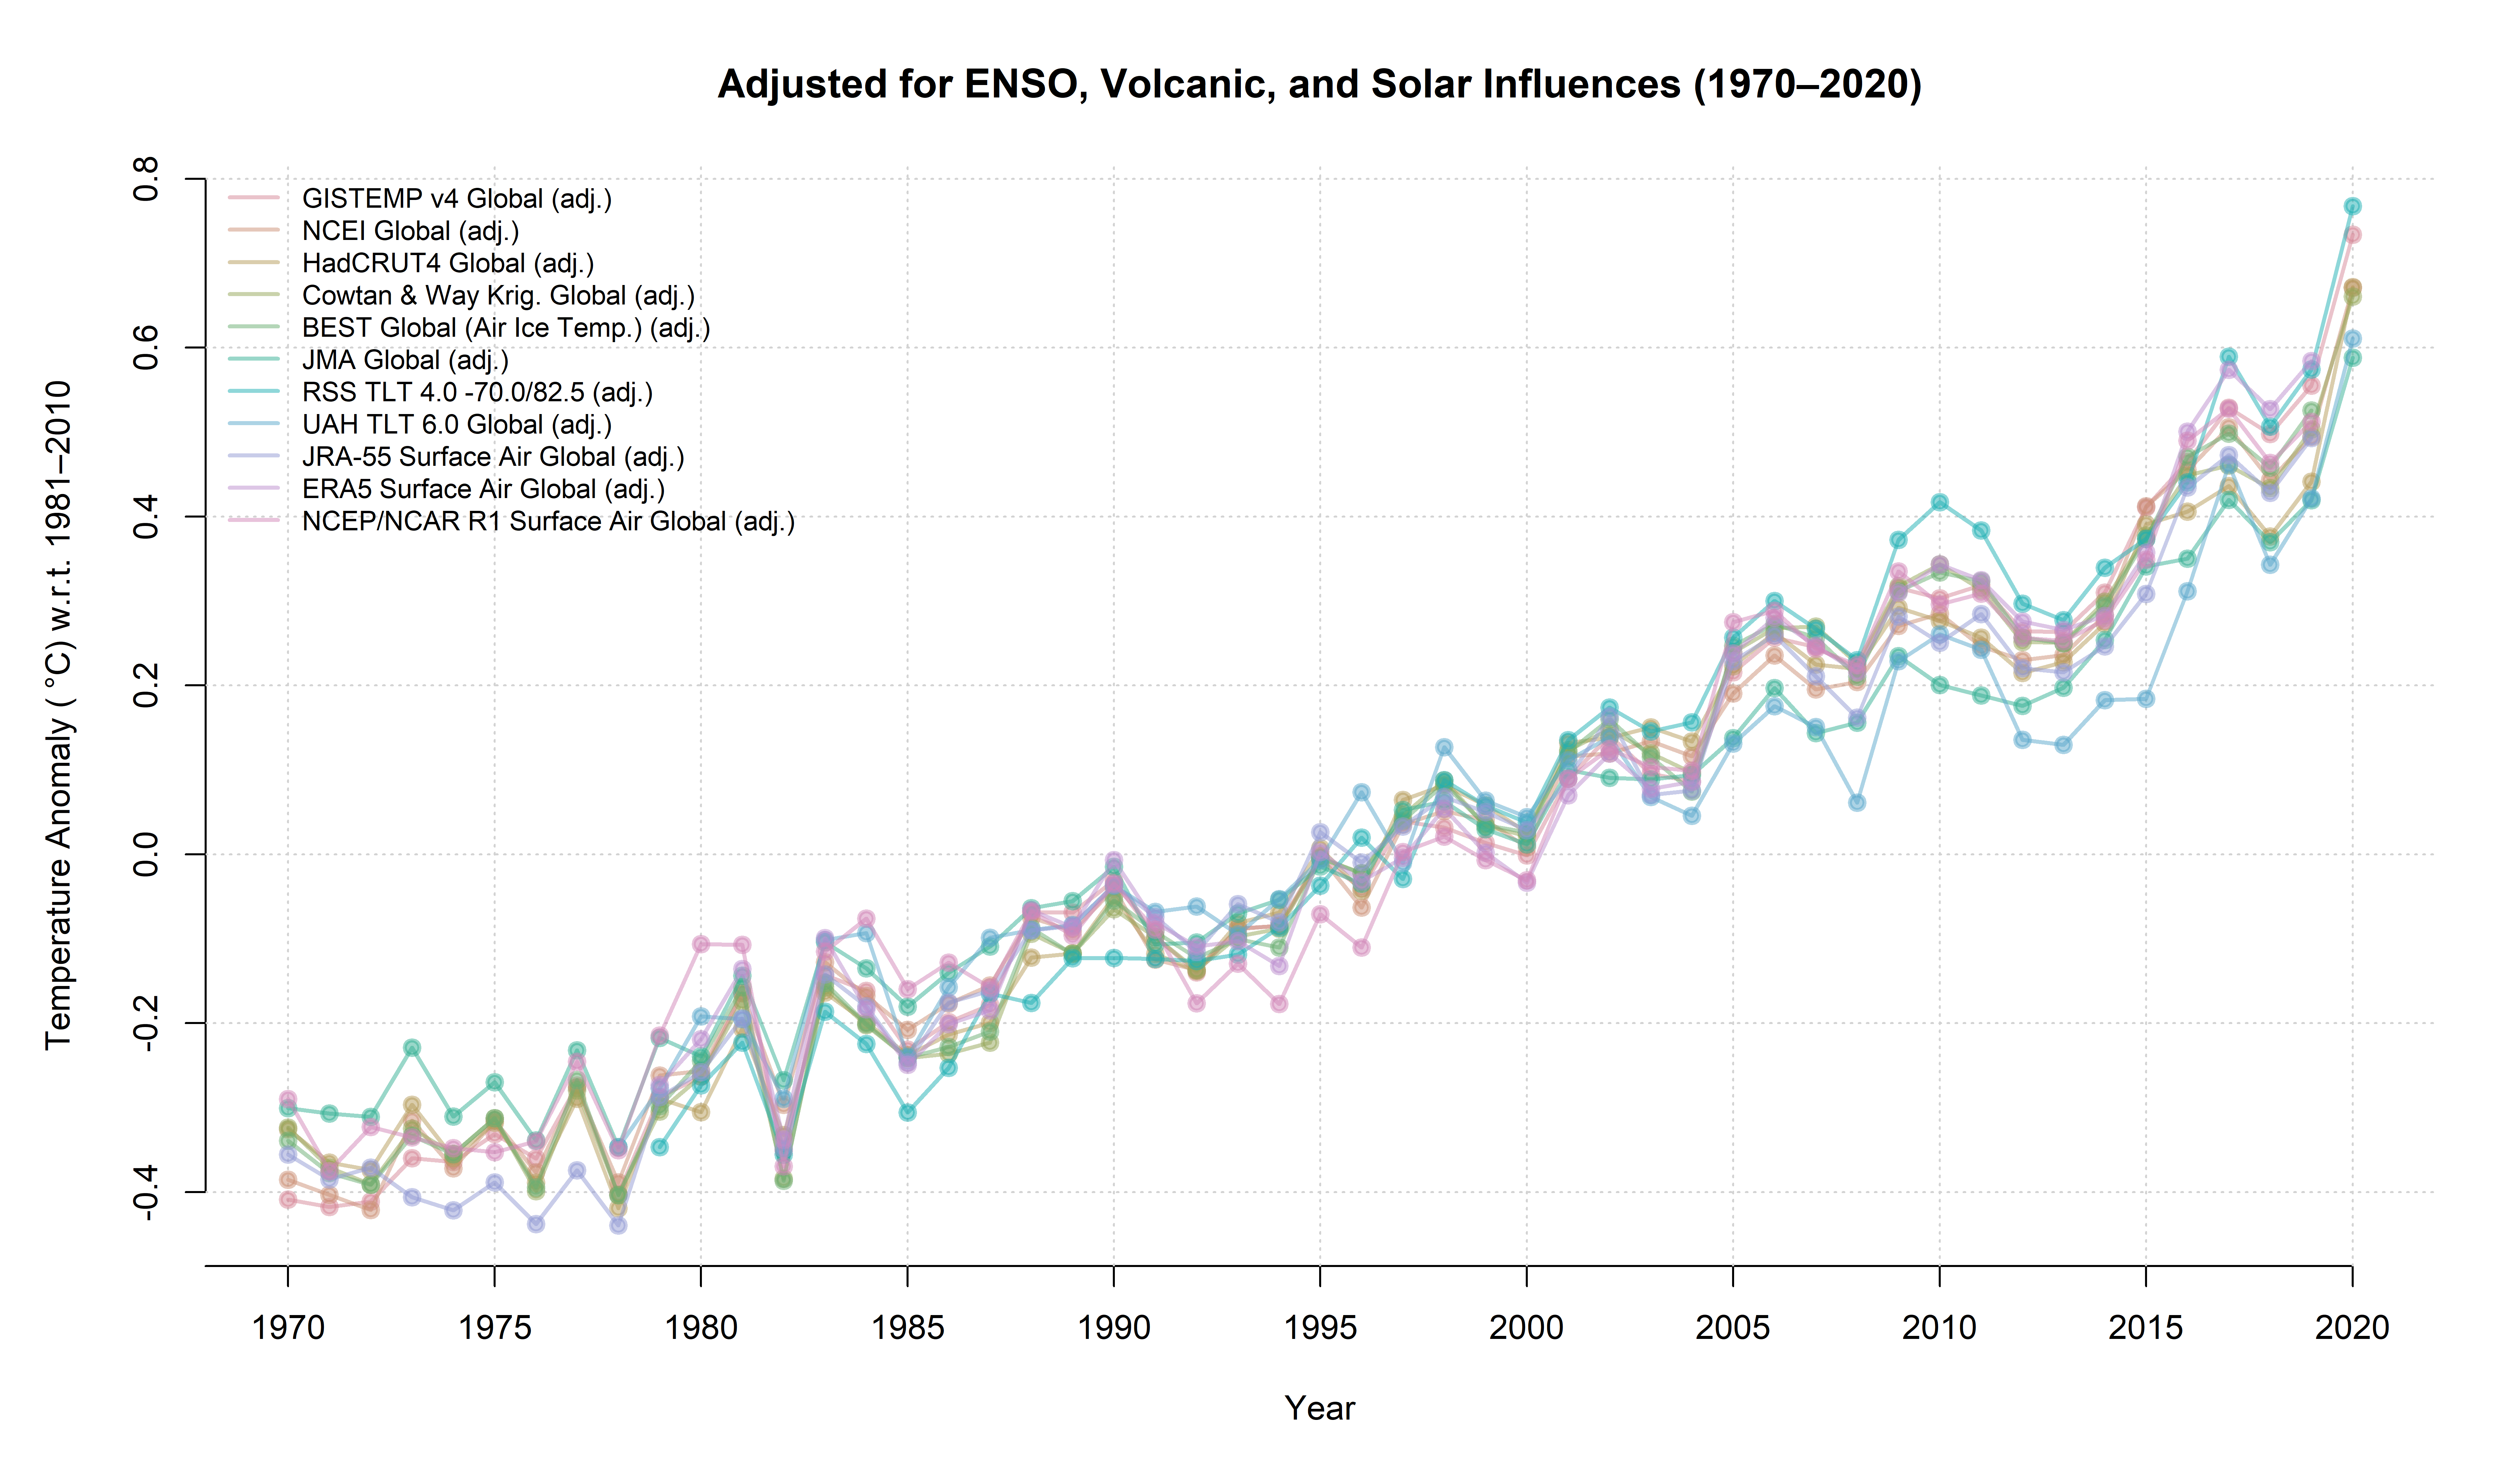 Adjusted for ENSO, Volcanic, and Solar Influences (1970–2020)
Temperature Anomaly ( °C) w.r.t. 1981–2010
0.8
0.6
0.4
0.2
0.0
-0.2
-0.4
GISTEMP v4 Global (adj.)
NCEI Global (adj.)
HadCRUT4 Global (adj.)
Cowtan & Way Krig. Global (adj.)
BEST Global (Air Ice Temp.) (adj.)
JMA Global (adj.)
RSS TLT 4.0 -70.0/82.5 (adj.)
UAH TLT 6.0 Global (adj.)
JRA-55 Surface Air Global (adj.)
ERA5 Surface Air Global (adj.)
NCEP/NCAR R1 Surface Air Global (adj.)
1970 1975 1980 1985 1990 1995 2000 2005 2010 2015 2020
Year